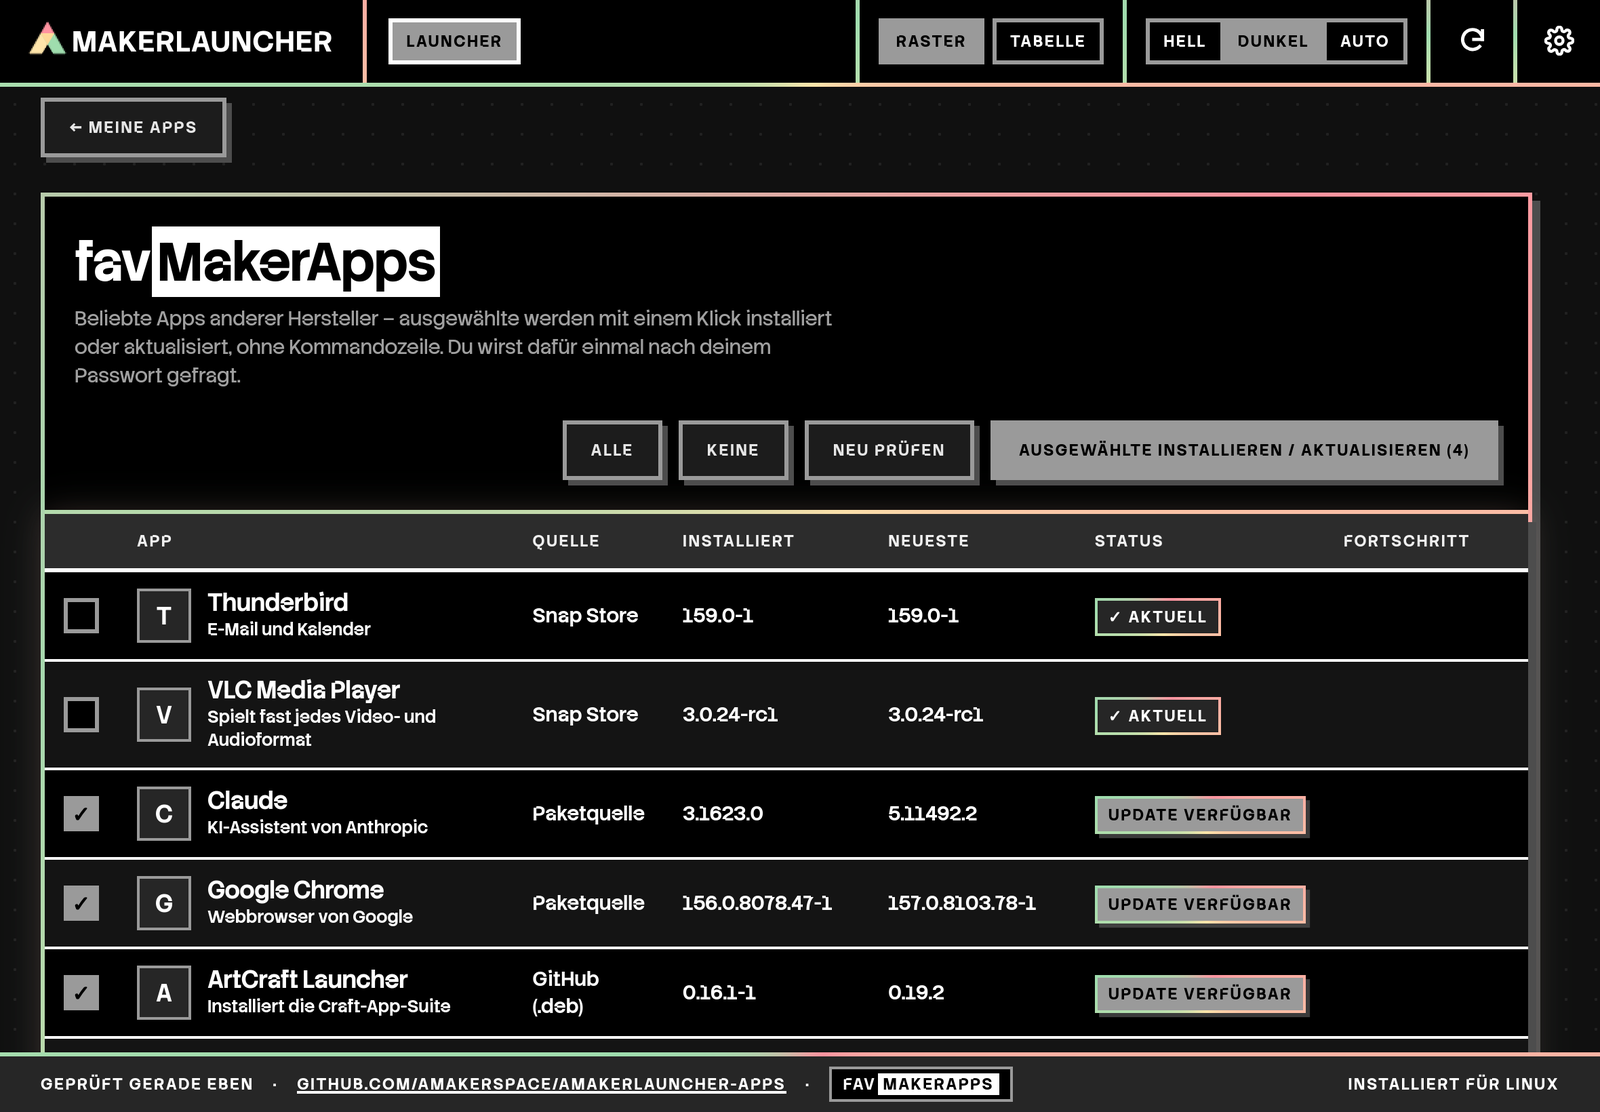 MAKERLAUNCHER
LAUNCHER
RASTER
TABELLE
HELL
DUNKEL
AUTO
← MEINE APPS
favMakerApps
Beliebte Apps anderer Hersteller – ausgewählte werden mit einem Klick installiert
oder aktualisiert, ohne Kommandozeile. Du wirst dafür einmal nach deinem
Passwort gefragt.
ALLE
KEINE
NEU PRÜFEN
AUSGEWÄHLTE INSTALLIEREN / AKTUALISIEREN (4)
APP QUELLE INSTALLIERT NEUESTE STATUS FORTSCHRITT
T
Thunderbird
E-Mail und Kalender
Snap Store
159.0-1
159.0-1
✓ AKTUELL
V
VLC Media Player
Spielt fast jedes Video- und
Audioformat
Snap Store
3.0.24-rc1
3.0.24-rc1
✓ AKTUELL
✓
C
Claude
KI-Assistent von Anthropic
Paketquelle
3.1623.0
5.11492.2
UPDATE VERFÜGBAR
✓
G
Google Chrome
Webbrowser von Google
Paketquelle
156.0.8078.47-1
157.0.8103.78-1
UPDATE VERFÜGBAR
✓
A
ArtCraft Launcher
Installiert die Craft-App-Suite
GitHub
(.deb)
0.16.1-1
0.19.2
UPDATE VERFÜGBAR
GEPRÜFT GERADE EBEN · GITHUB.COM/AMAKERSPACE/AMAKERLAUNCHER-APPS · FAV MAKERAPPS
INSTALLIERT FÜR LINUX